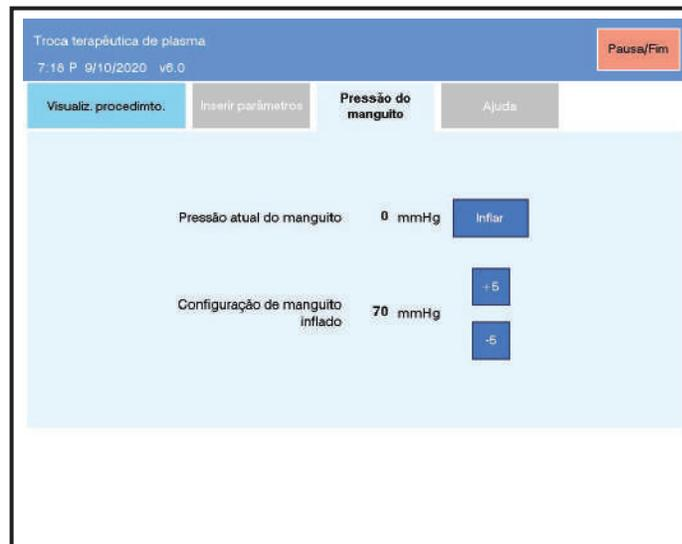 Troca terapêutica de plasma
7:18 P 9/10/2020 v6.0
Pausa/Fim
Visualiz. procedimto.
Inserir parâmetros
Pressão do
manguito
Ajuda
Pressão atual do manguito 0 mmHg Inflar
+5
Configuração de manguito
inflado
70 mmHg
-5